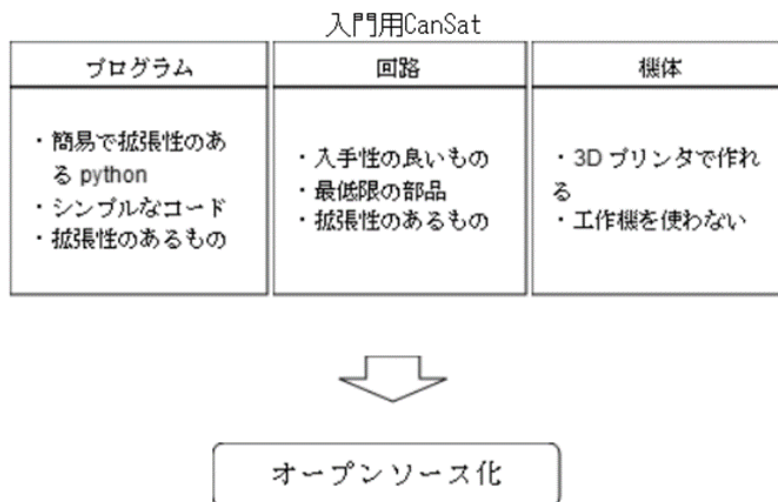 入門用CanSat
プログラム
・簡易で拡張性のあ
る python
・シンプルなコード
・拡張性のあるもの
回路
・入手性の良いもの
・最低限の部品
・拡張性のあるもの
機体
・3D プリンタで作れ
る
・工作機を使わない
オープンソース化